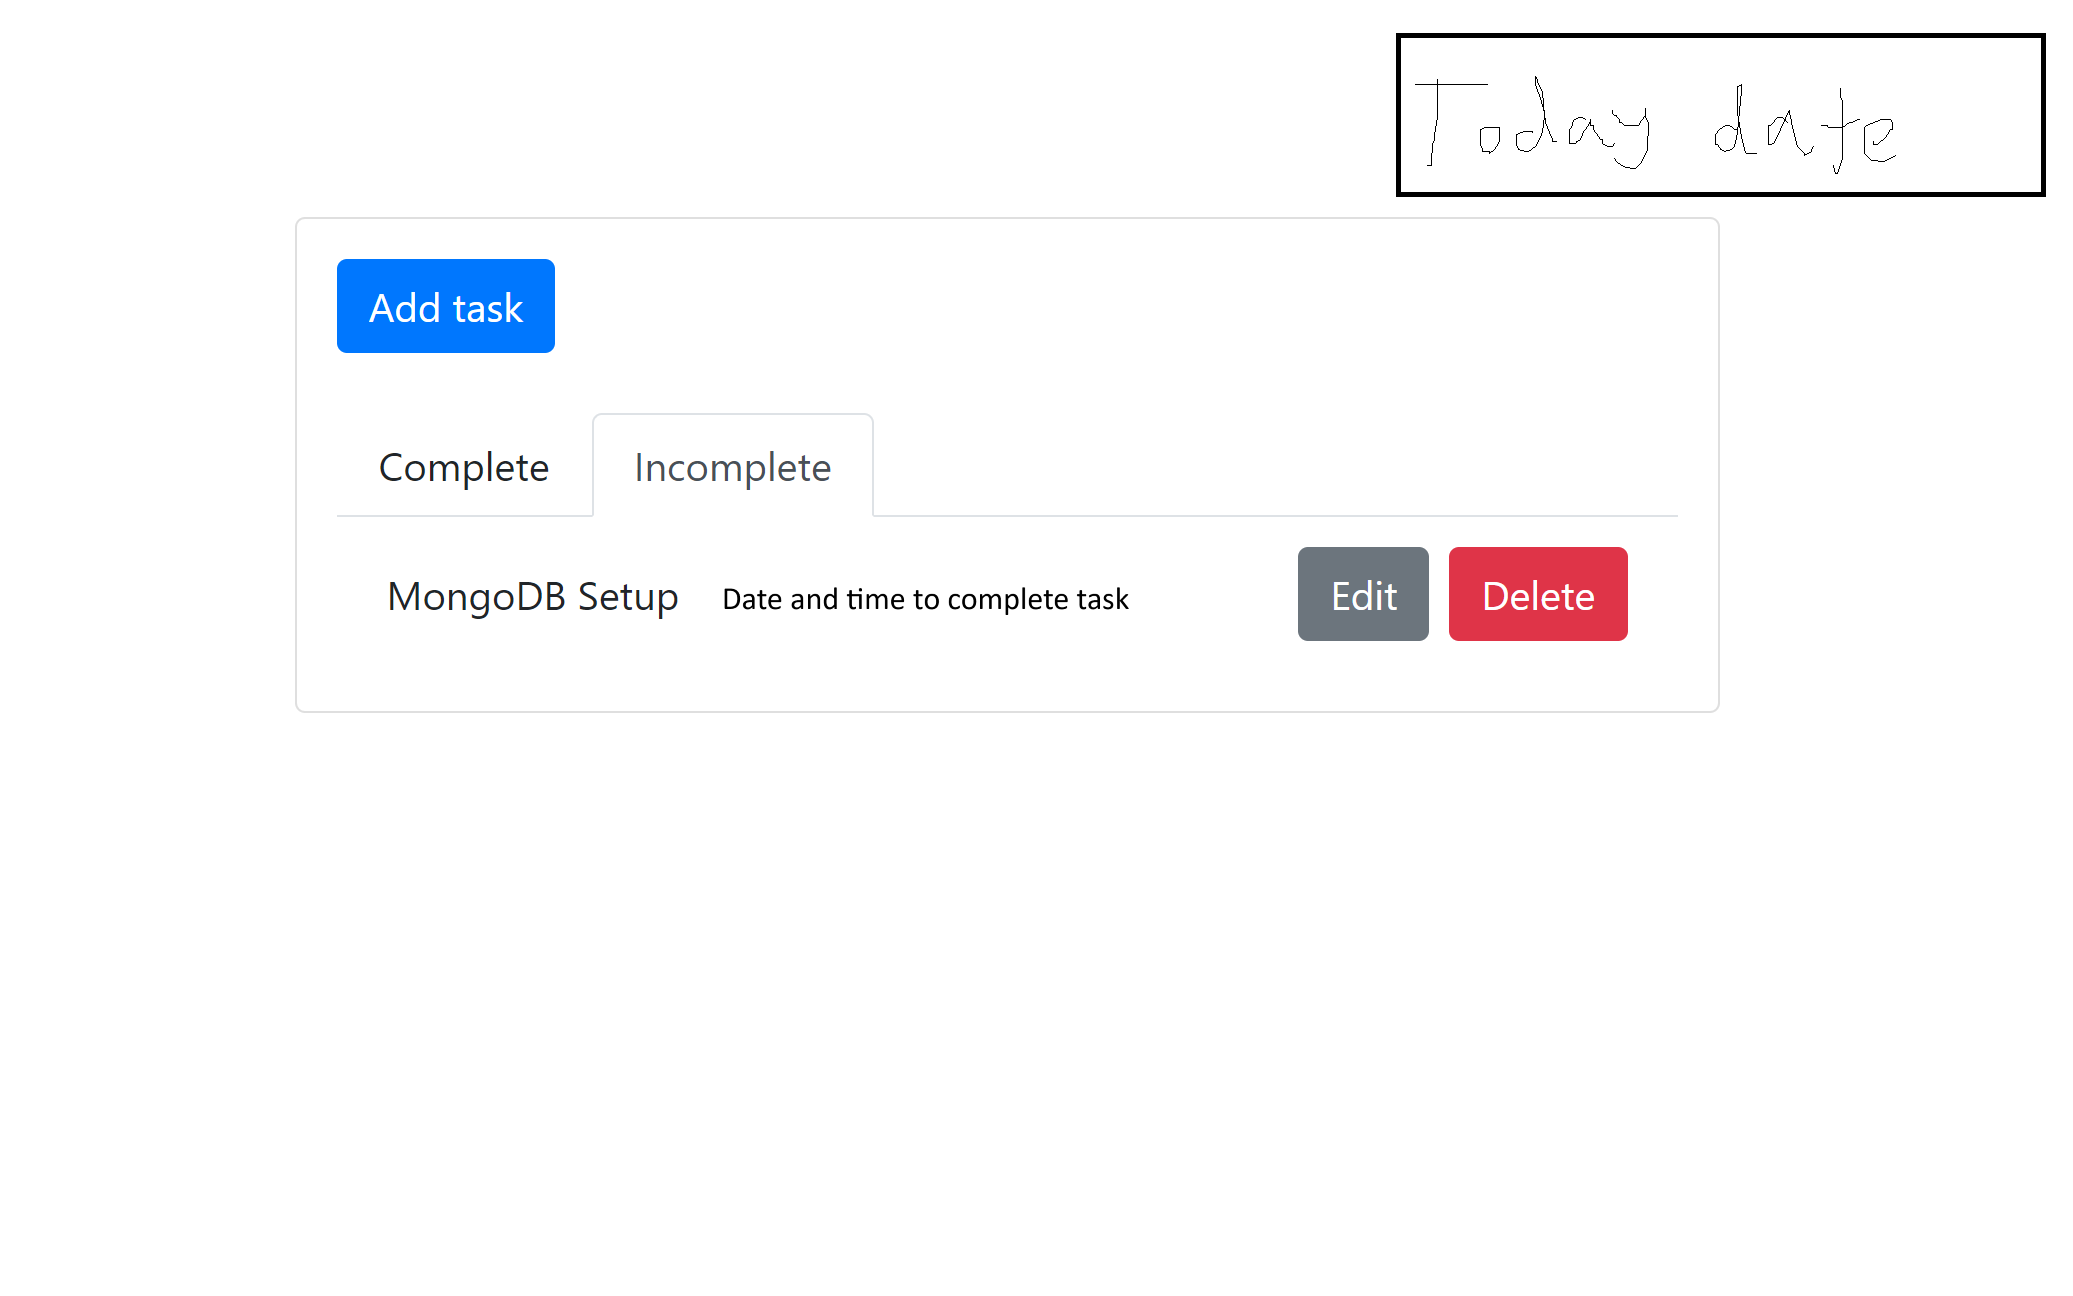 Today date
Add task
Complete Incomplete
MongoDB Setup Date and time to complete task Edit Delete